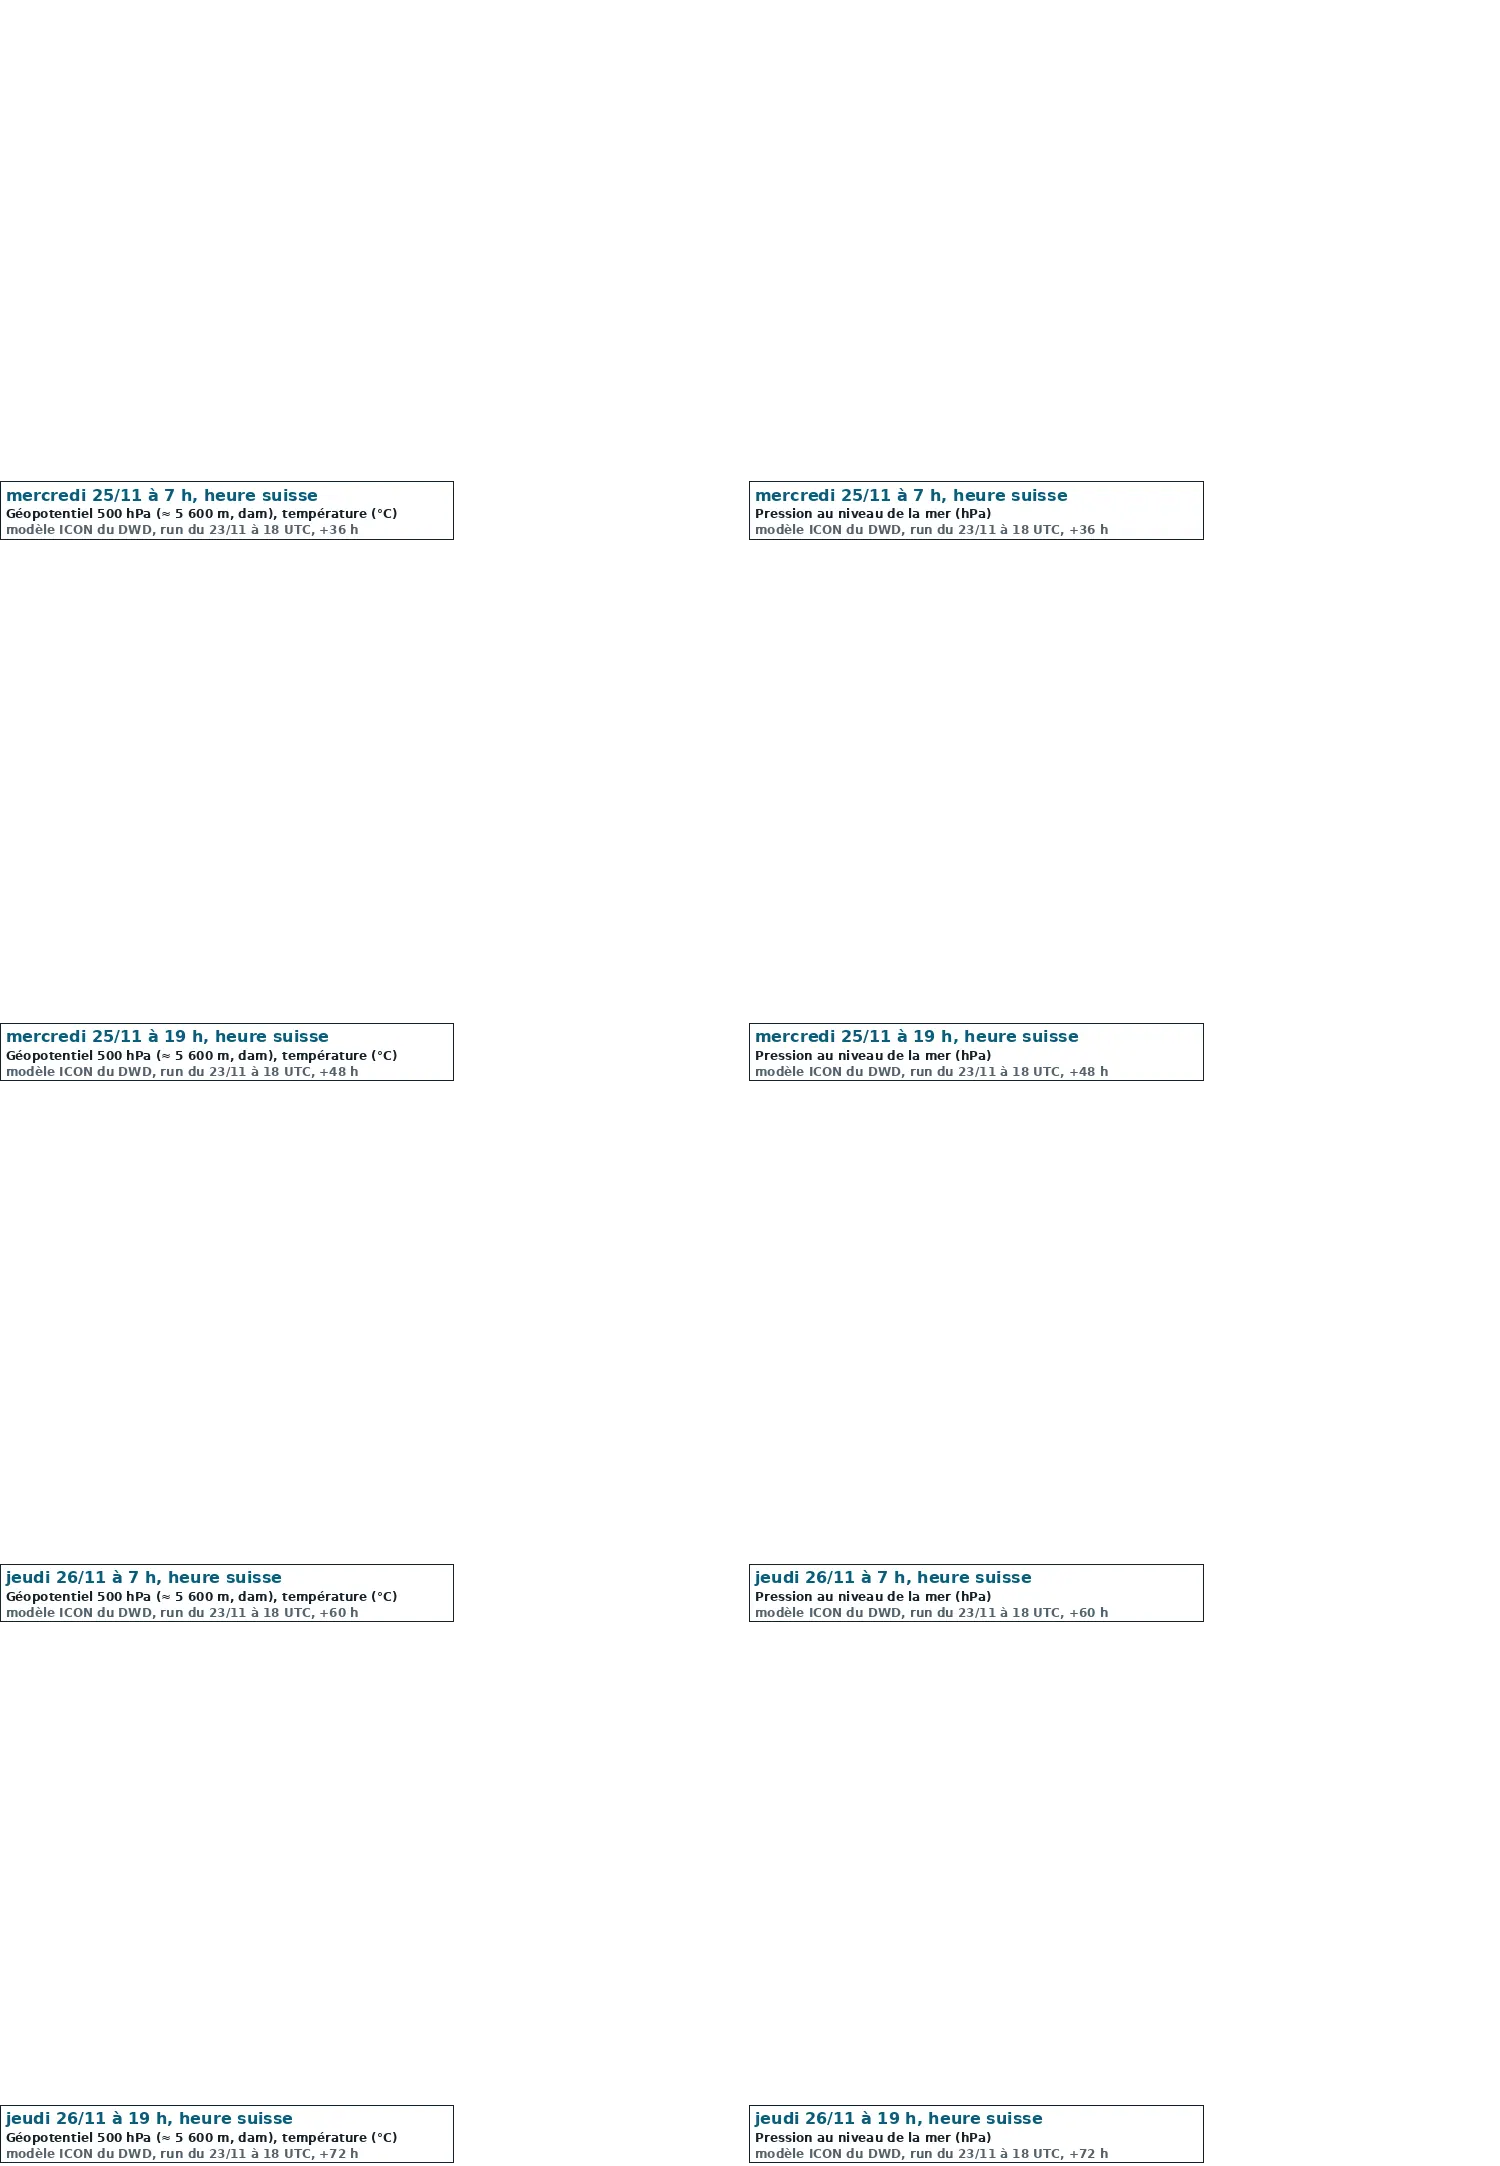 mercredi 25/11 à 7 h, heure suisse
Géopotentiel 500 hPa (≈ 5 600 m, dam), température (°C)
modèle ICON du DWD, run du 23/11 à 18 UTC, +36 h
mercredi 25/11 à 7 h, heure suisse
Pression au niveau de la mer (hPa)
modèle ICON du DWD, run du 23/11 à 18 UTC, +36 h
mercredi 25/11 à 19 h, heure suisse
Géopotentiel 500 hPa (≈ 5 600 m, dam), température (°C)
modèle ICON du DWD, run du 23/11 à 18 UTC, +48 h
mercredi 25/11 à 19 h, heure suisse
Pression au niveau de la mer (hPa)
modèle ICON du DWD, run du 23/11 à 18 UTC, +48 h
jeudi 26/11 à 7 h, heure suisse
Géopotentiel 500 hPa (≈ 5 600 m, dam), température (°C)
modèle ICON du DWD, run du 23/11 à 18 UTC, +60 h
jeudi 26/11 à 7 h, heure suisse
Pression au niveau de la mer (hPa)
modèle ICON du DWD, run du 23/11 à 18 UTC, +60 h
jeudi 26/11 à 19 h, heure suisse
Géopotentiel 500 hPa (≈ 5 600 m, dam), température (°C)
modèle ICON du DWD, run du 23/11 à 18 UTC, +72 h
jeudi 26/11 à 19 h, heure suisse
Pression au niveau de la mer (hPa)
modèle ICON du DWD, run du 23/11 à 18 UTC, +72 h